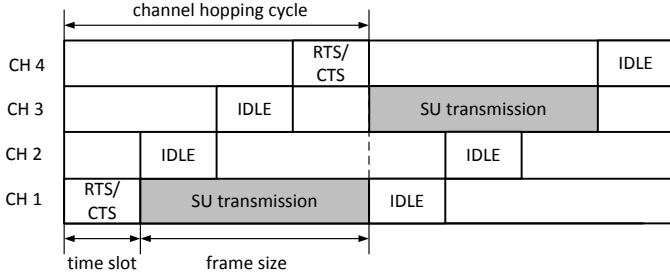 channel hopping cycle
CH 4
RTS/
CTS
IDLE
CH 3
IDLE
SU transmission
CH 2
IDLE
IDLE
CH 1
RTS/
CTS
SU transmission
IDLE
time slot
frame size